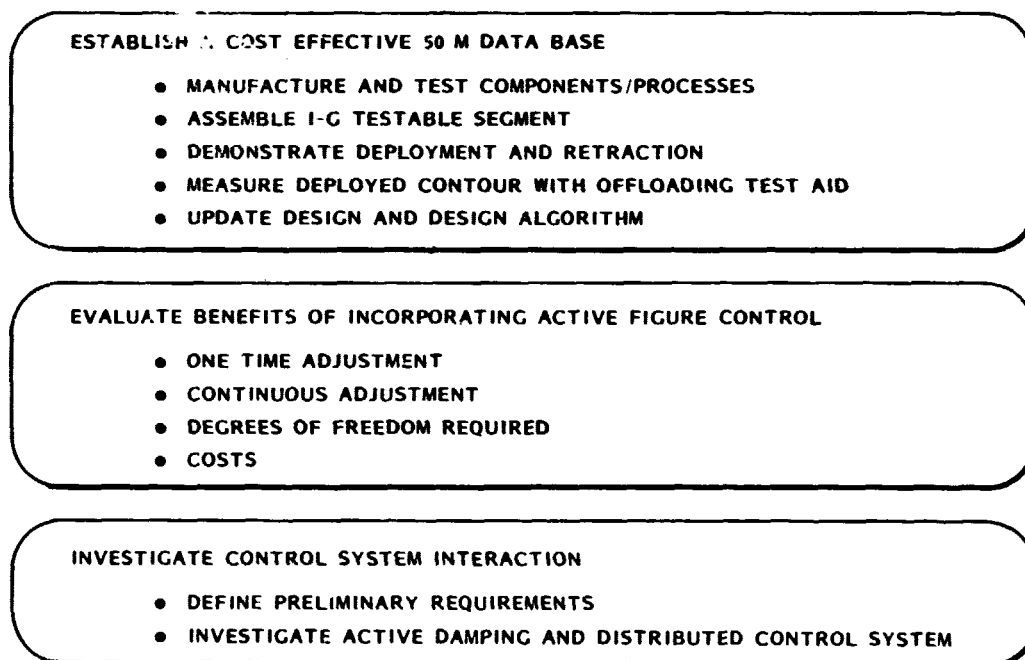 ESTABLISH A COST EFFECTIVE 50 M DATA BASE
• MANUFACTURE AND TEST COMPONENTS/PROCESSES
• ASSEMBLE I-G TESTABLE SEGMENT
• DEMONSTRATE DEPLOYMENT AND RETRACTION
• MEASURE DEPLOYED CONTOUR WITH OFFLOADING TEST AID
• UPDATE DESIGN AND DESIGN ALGORITHM
EVALUATE BENEFITS OF INCORPORATING ACTIVE FIGURE CONTROL
• ONE TIME ADJUSTMENT
• CONTINUOUS ADJUSTMENT
• DEGREES OF FREEDOM REQUIRED
• COSTS
INVESTIGATE CONTROL SYSTEM INTERACTION
• DEFINE PRELIMINARY REQUIREMENTS
• INVESTIGATE ACTIVE DAMPING AND DISTRIBUTED CONTROL SYSTEM